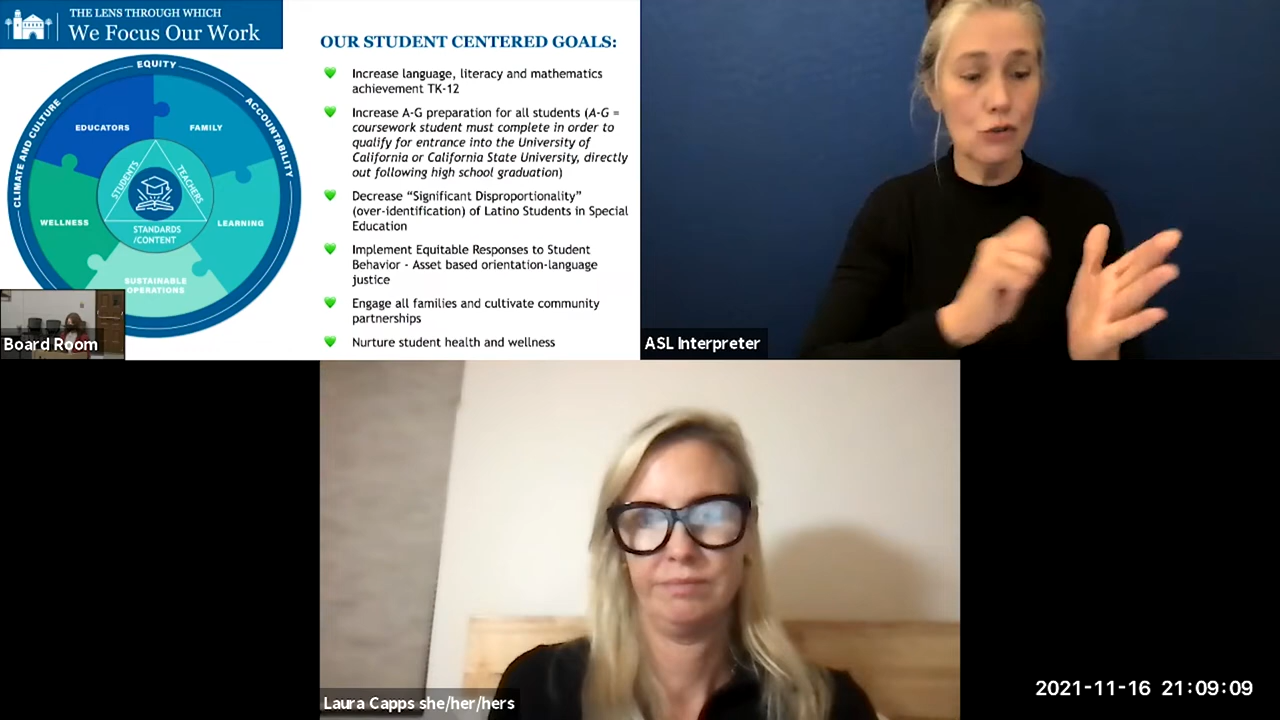 THE LENS THROUGH WHICH
We Focus Our Work
EQUITY
CLIMATE AND CULTURE
ACCOUNTABILITY
EDUCATORS
FAMILY
STUDENTS
TEACHERS
WELLNESS
LEARNING
STANDARDS
/CONTENT
SUSTAINABLE
OPERATIONS
Board Room
OUR STUDENT CENTERED GOALS:
Increase language, literacy and mathematics
achievement TK-12
Increase A-G preparation for all students (A-G =
coursework student must complete in order to
qualify for entrance into the University of
California or California State University, directly
out following high school graduation)
Decrease “Significant Disproportionality”
(over-identification) of Latino Students in Special
Education
Implement Equitable Responses to Student
Behavior - Asset based orientation-language
justice
Engage all families and cultivate community
partnerships
Nurture student health and wellness
ASL Interpreter
Laura Capps she/her/hers
2021-11-16 21:09:09